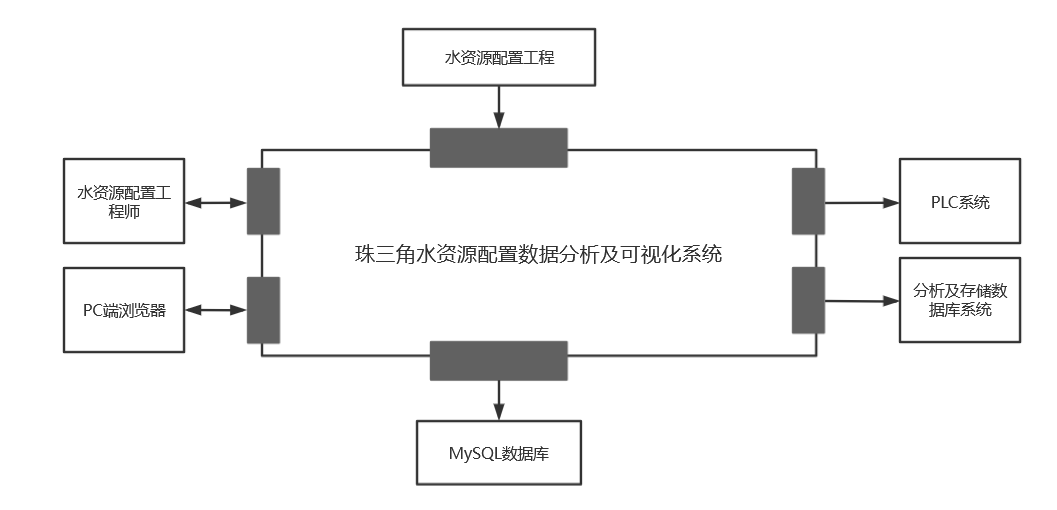 水资源配置工程
水资源配置工
程师
PLC系统
珠三角水资源配置数据分析及可视化系统
PC端浏览器
分析及存储数
据库系统
MySQL数据库